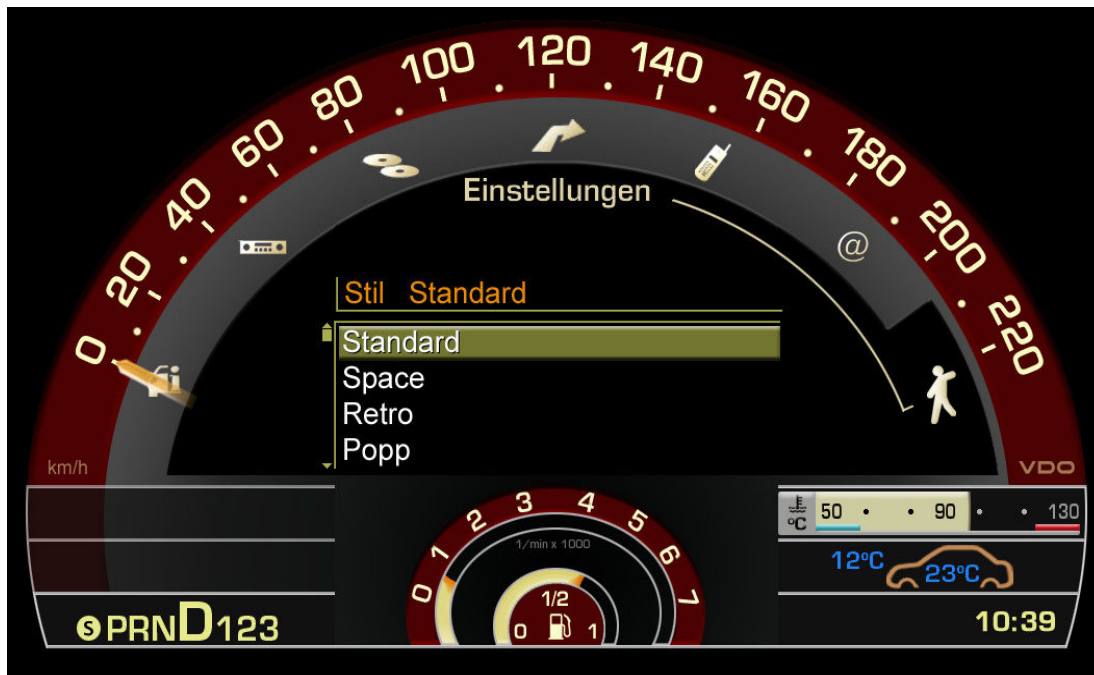 0 20 40 60 80 100 120 140 160 180 200 220
@
Einstellungen
Stil Standard
Standard
Space
Retro
Popp
i
km/h
VDO
0 1 2 3 4 5 6 7
1/min x 1000
1/2
0 1
°C 50 90 130
12°C 23°C
S PRND123
10:39